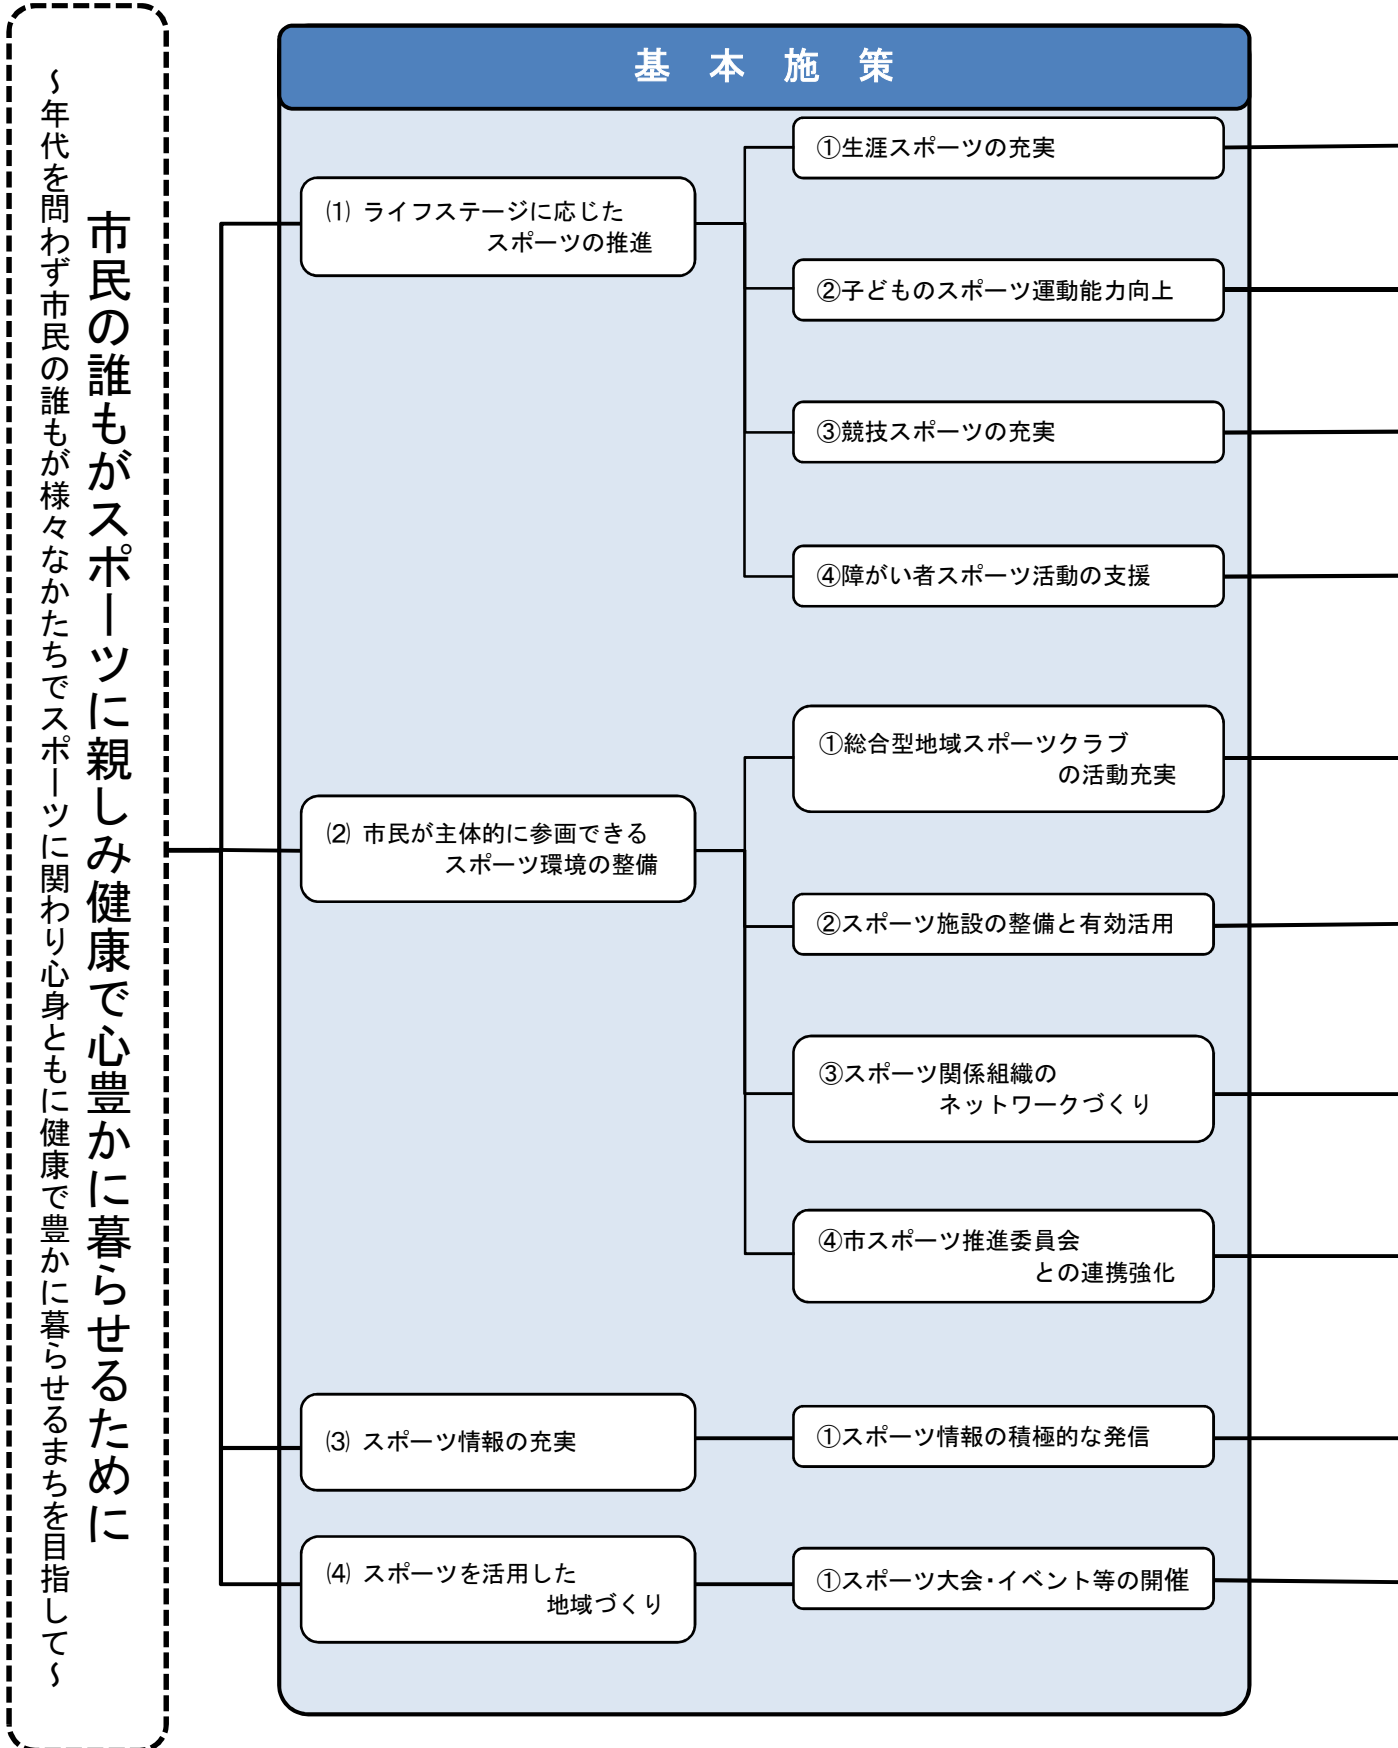 市民の誰もがスポーツに親しみ健康で心豊かに暮らせるために
～年代を問わず市民の誰もが様々なかたちでスポーツに関わり心身ともに健康で豊かに暮らせるまちを目指して～
基本施策
⑴ ライフステージに応じた
スポーツの推進
①生涯スポーツの充実
②子どものスポーツ運動能力向上
③競技スポーツの充実
④障がい者スポーツ活動の支援
⑵ 市民が主体的に参画できる
スポーツ環境の整備
①総合型地域スポーツクラブ
の活動充実
②スポーツ施設の整備と有効活用
③スポーツ関係組織の
ネットワークづくり
④市スポーツ推進委員会
との連携強化
⑶ スポーツ情報の充実
①スポーツ情報の積極的な発信
⑷ スポーツを活用した
地域づくり
①スポーツ大会・イベント等の開催